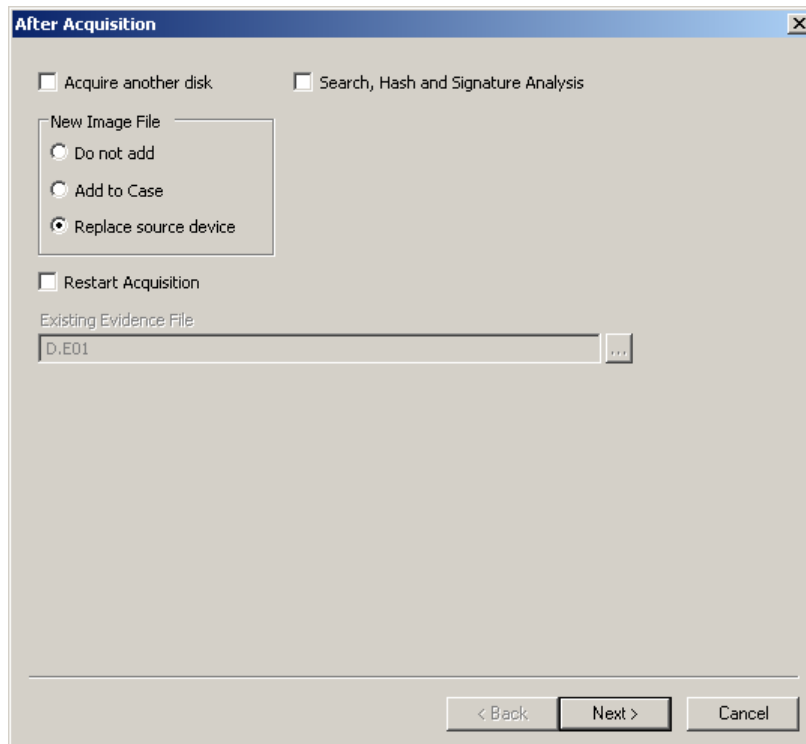 After Acquisition
Acquire another disk
Search, Hash and Signature Analysis
New Image File
Do not add
Add to Case
Replace source device
Restart Acquisition
Existing Evidence File
D.E01
...
< Back
Next >
Cancel